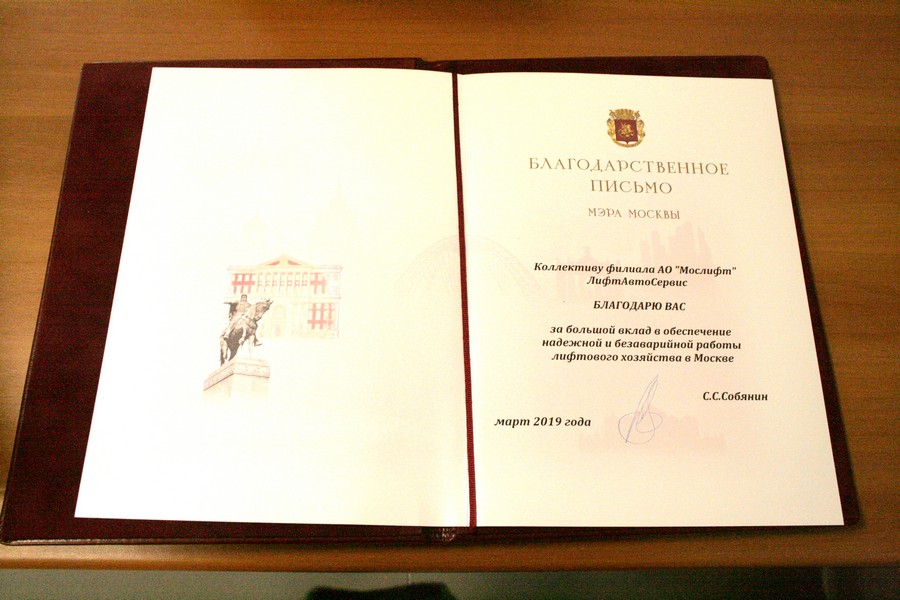 БЛАГОДАРСТВЕННОЕ
ПИСЬМО
МЭРА МОСКВЫ
Коллективу филиала АО "Мослифт"
ЛифтАвтоСервис
БЛАГОДАРЮ ВАС
за большой вклад в обеспечение
надежной и безаварийной работы
лифтового хозяйства в Москве
С.С.Собянин
март 2019 года